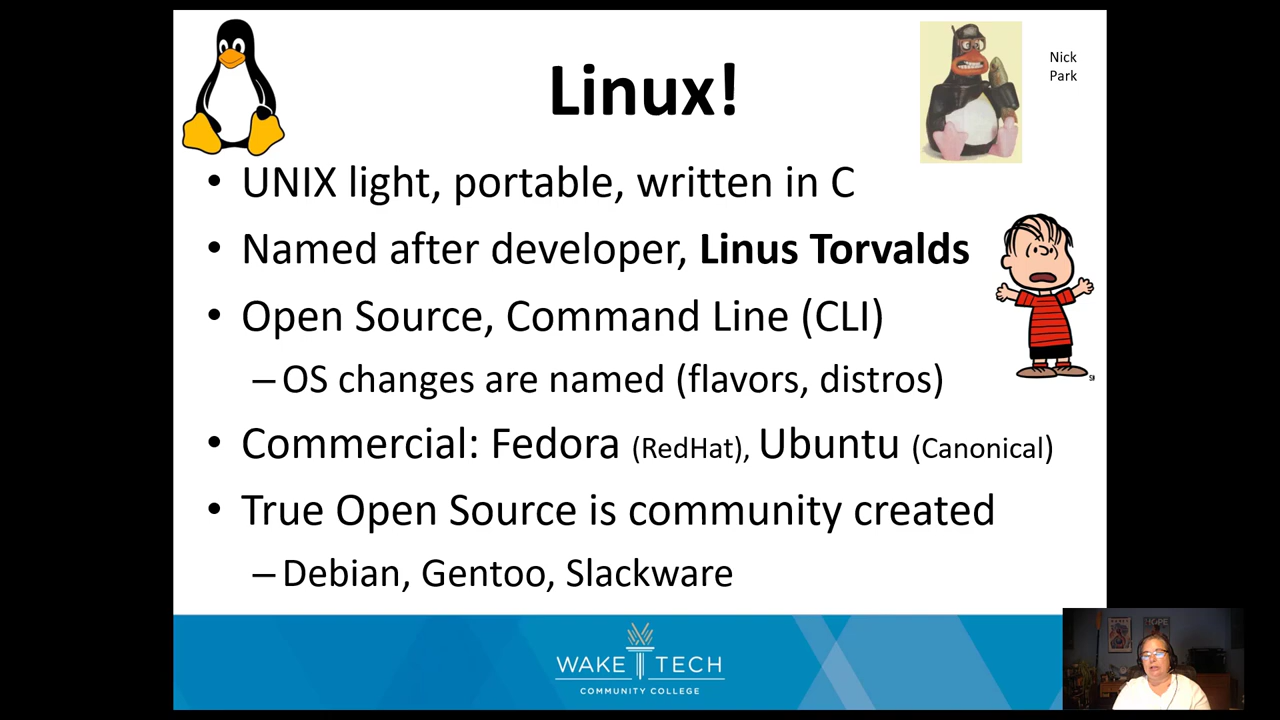 Linux!
Nick
Park
• UNIX light, portable, written in C
• Named after developer, Linus Torvalds
• Open Source, Command Line (CLI)
– OS changes are named (flavors, distros)
• Commercial: Fedora (RedHat), Ubuntu (Canonical)
• True Open Source is community created
– Debian, Gentoo, Slackware
WAKE TECH
COMMUNITY COLLEGE